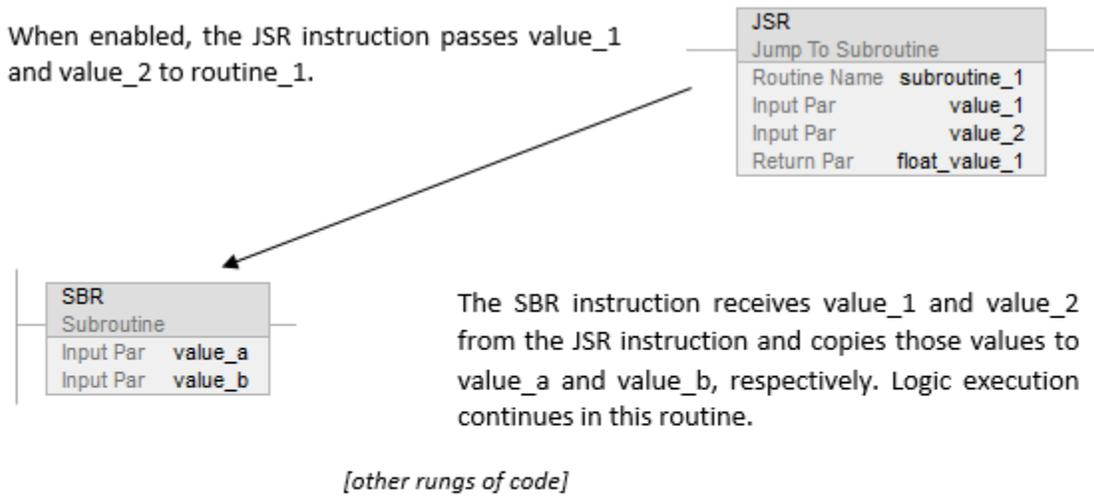 When enabled, the JSR instruction passes value_1
and value_2 to routine_1.
JSR
Jump To Subroutine
Routine Name subroutine_1
Input Par value_1
Input Par value_2
Return Par float_value_1
SBR
Subroutine
Input Par value_a
Input Par value_b
The SBR instruction receives value_1 and value_2
from the JSR instruction and copies those values to
value_a and value_b, respectively. Logic execution
continues in this routine.
[other rungs of code]